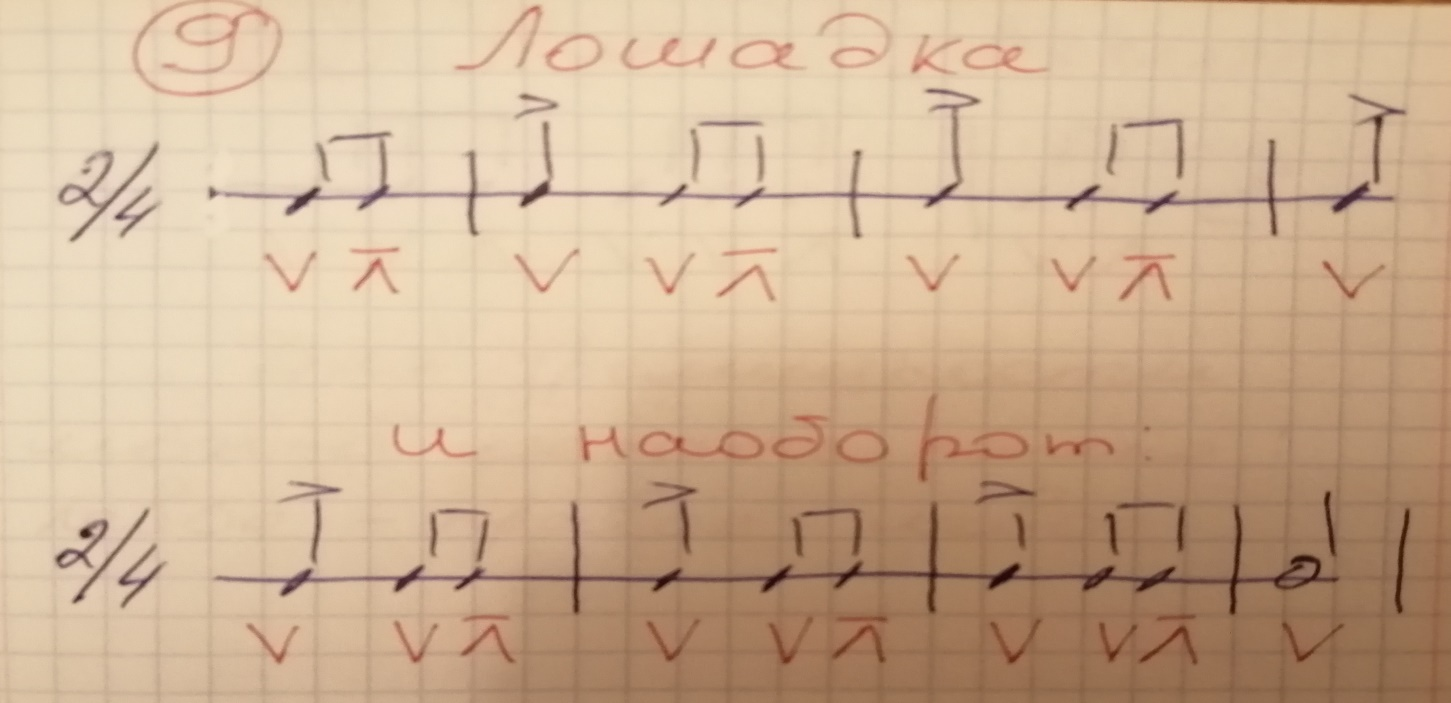 9 Лошадка
2/4
V Λ V V Λ V V Λ V
и наоборот:
2/4
V V Λ V V Λ V V Λ V